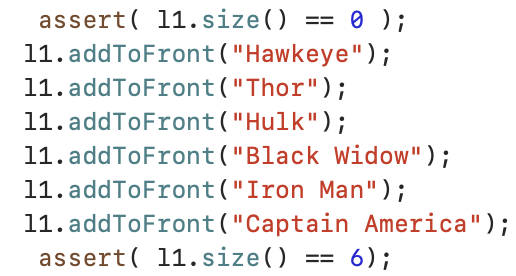 assert( l1.size() == 0 );
l1.addToFront("Hawkeye");
l1.addToFront("Thor");
l1.addToFront("Hulk");
l1.addToFront("Black Widow");
l1.addToFront("Iron Man");
l1.addToFront("Captain America");
assert( l1.size() == 6);